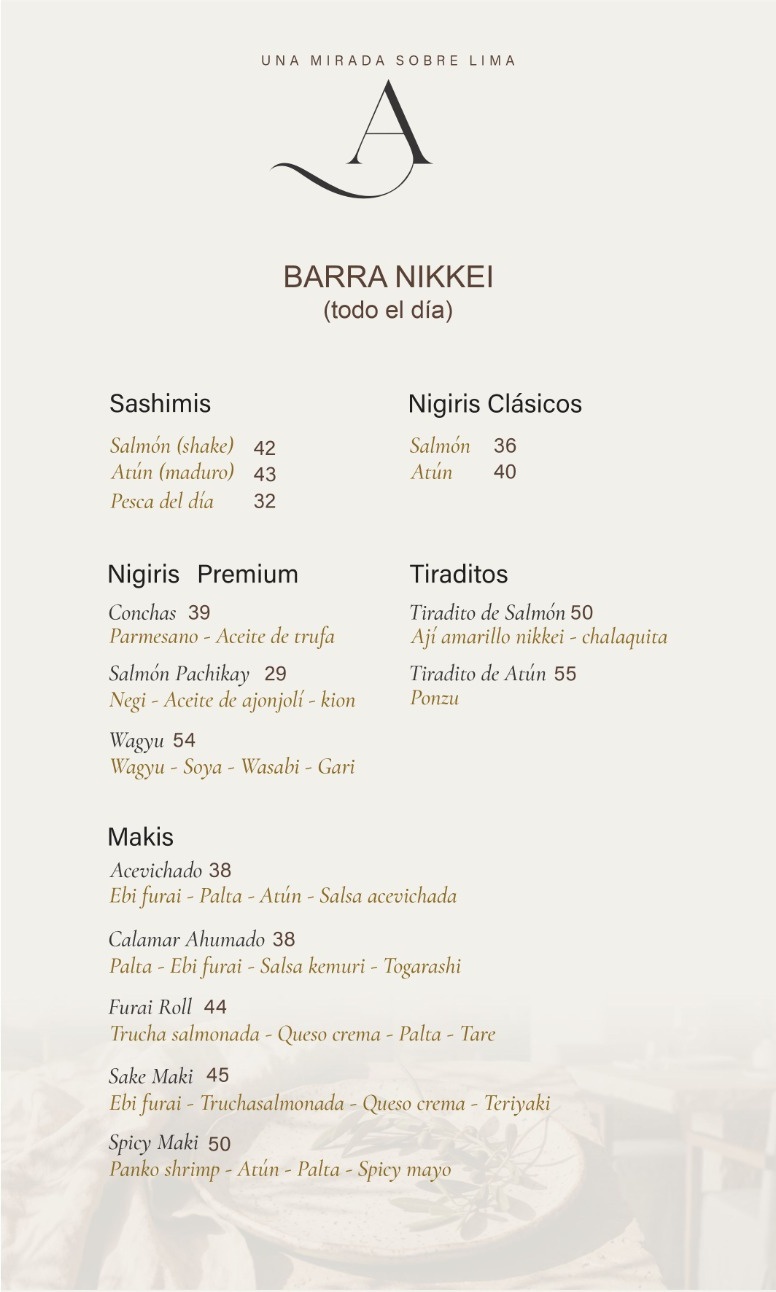 UNA MIRADA SOBRE LIMA
A
BARRA NIKKEI
(todo el día)
Sashimis
Salmón (shake) 42
Atún (maduro) 43
Pesca del día 32
Nigiris Clásicos
Salmón 36
Atún 40
Nigiris Premium
Conchas 39
Parmesano - Aceite de trufa
Salmón Pachikay 29
Negi - Aceite de ajonjolí - kion
Wagyu 54
Wagyu - Soya - Wasabi - Gari
Tiraditos
Tiradito de Salmón 50
Ají amarillo nikkei - chalaquita
Tiradito de Atún 55
Ponzu
Makis
Acevichado 38
Ebi furai - Palta - Atún - Salsa acevichada
Calamar Ahumado 38
Palta - Ebi furai - Salsa kemuri - Togarashi
Furai Roll 44
Trucha salmonada - Queso crema - Palta - Tare
Sake Maki 45
Ebi furai - Truchasalmonada - Queso crema - Teriyaki
Spicy Maki 50
Panko shrimp - Atún - Palta - Spicy mayo